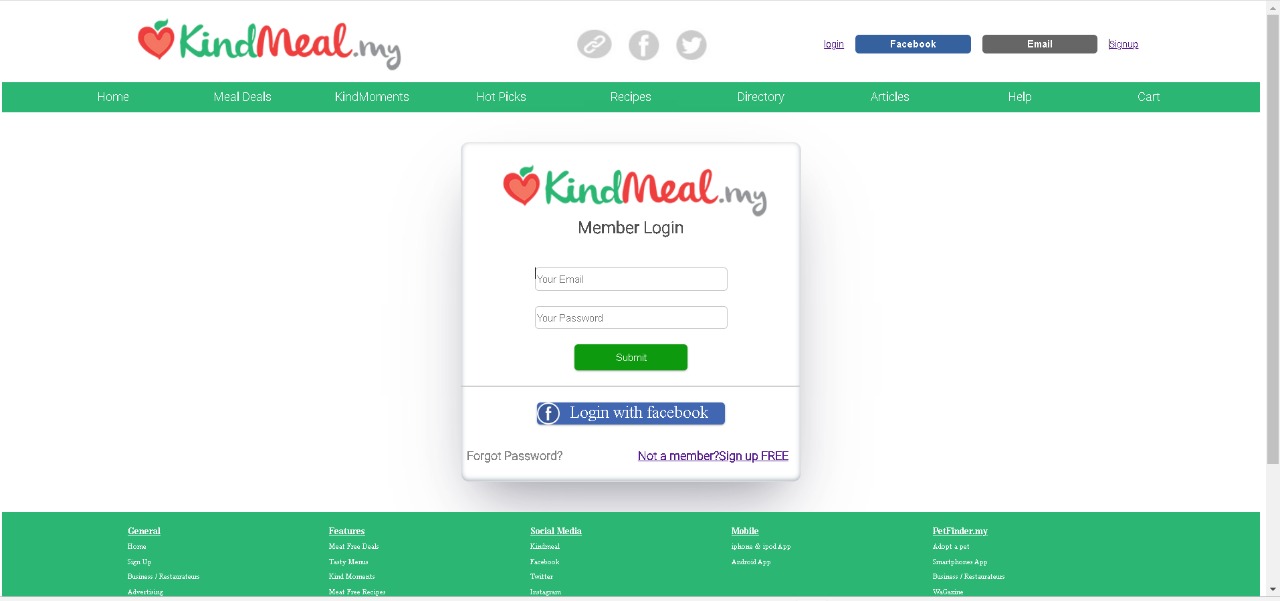 KindMeal.my
login Facebook Email Signup
Home Meal Deals KindMoments Hot Picks Recipes Directory Articles Help Cart
KindMeal.my
Member Login
Your Email
Your Password
Submit
f Login with facebook
Forgot Password? Not a member?Sign up FREE
General Features Social Media Mobile PetFinder.my
Home Meat Free Deals Kindmeal iphone & ipod App Adopt a pet
Sign Up Tasty Menus Facebook Android App Smartphones App
Business / Restaurateurs Kind Moments Twitter Business / Restaurateurs
Advertising Meat Free Recipes Instagram WaGazine